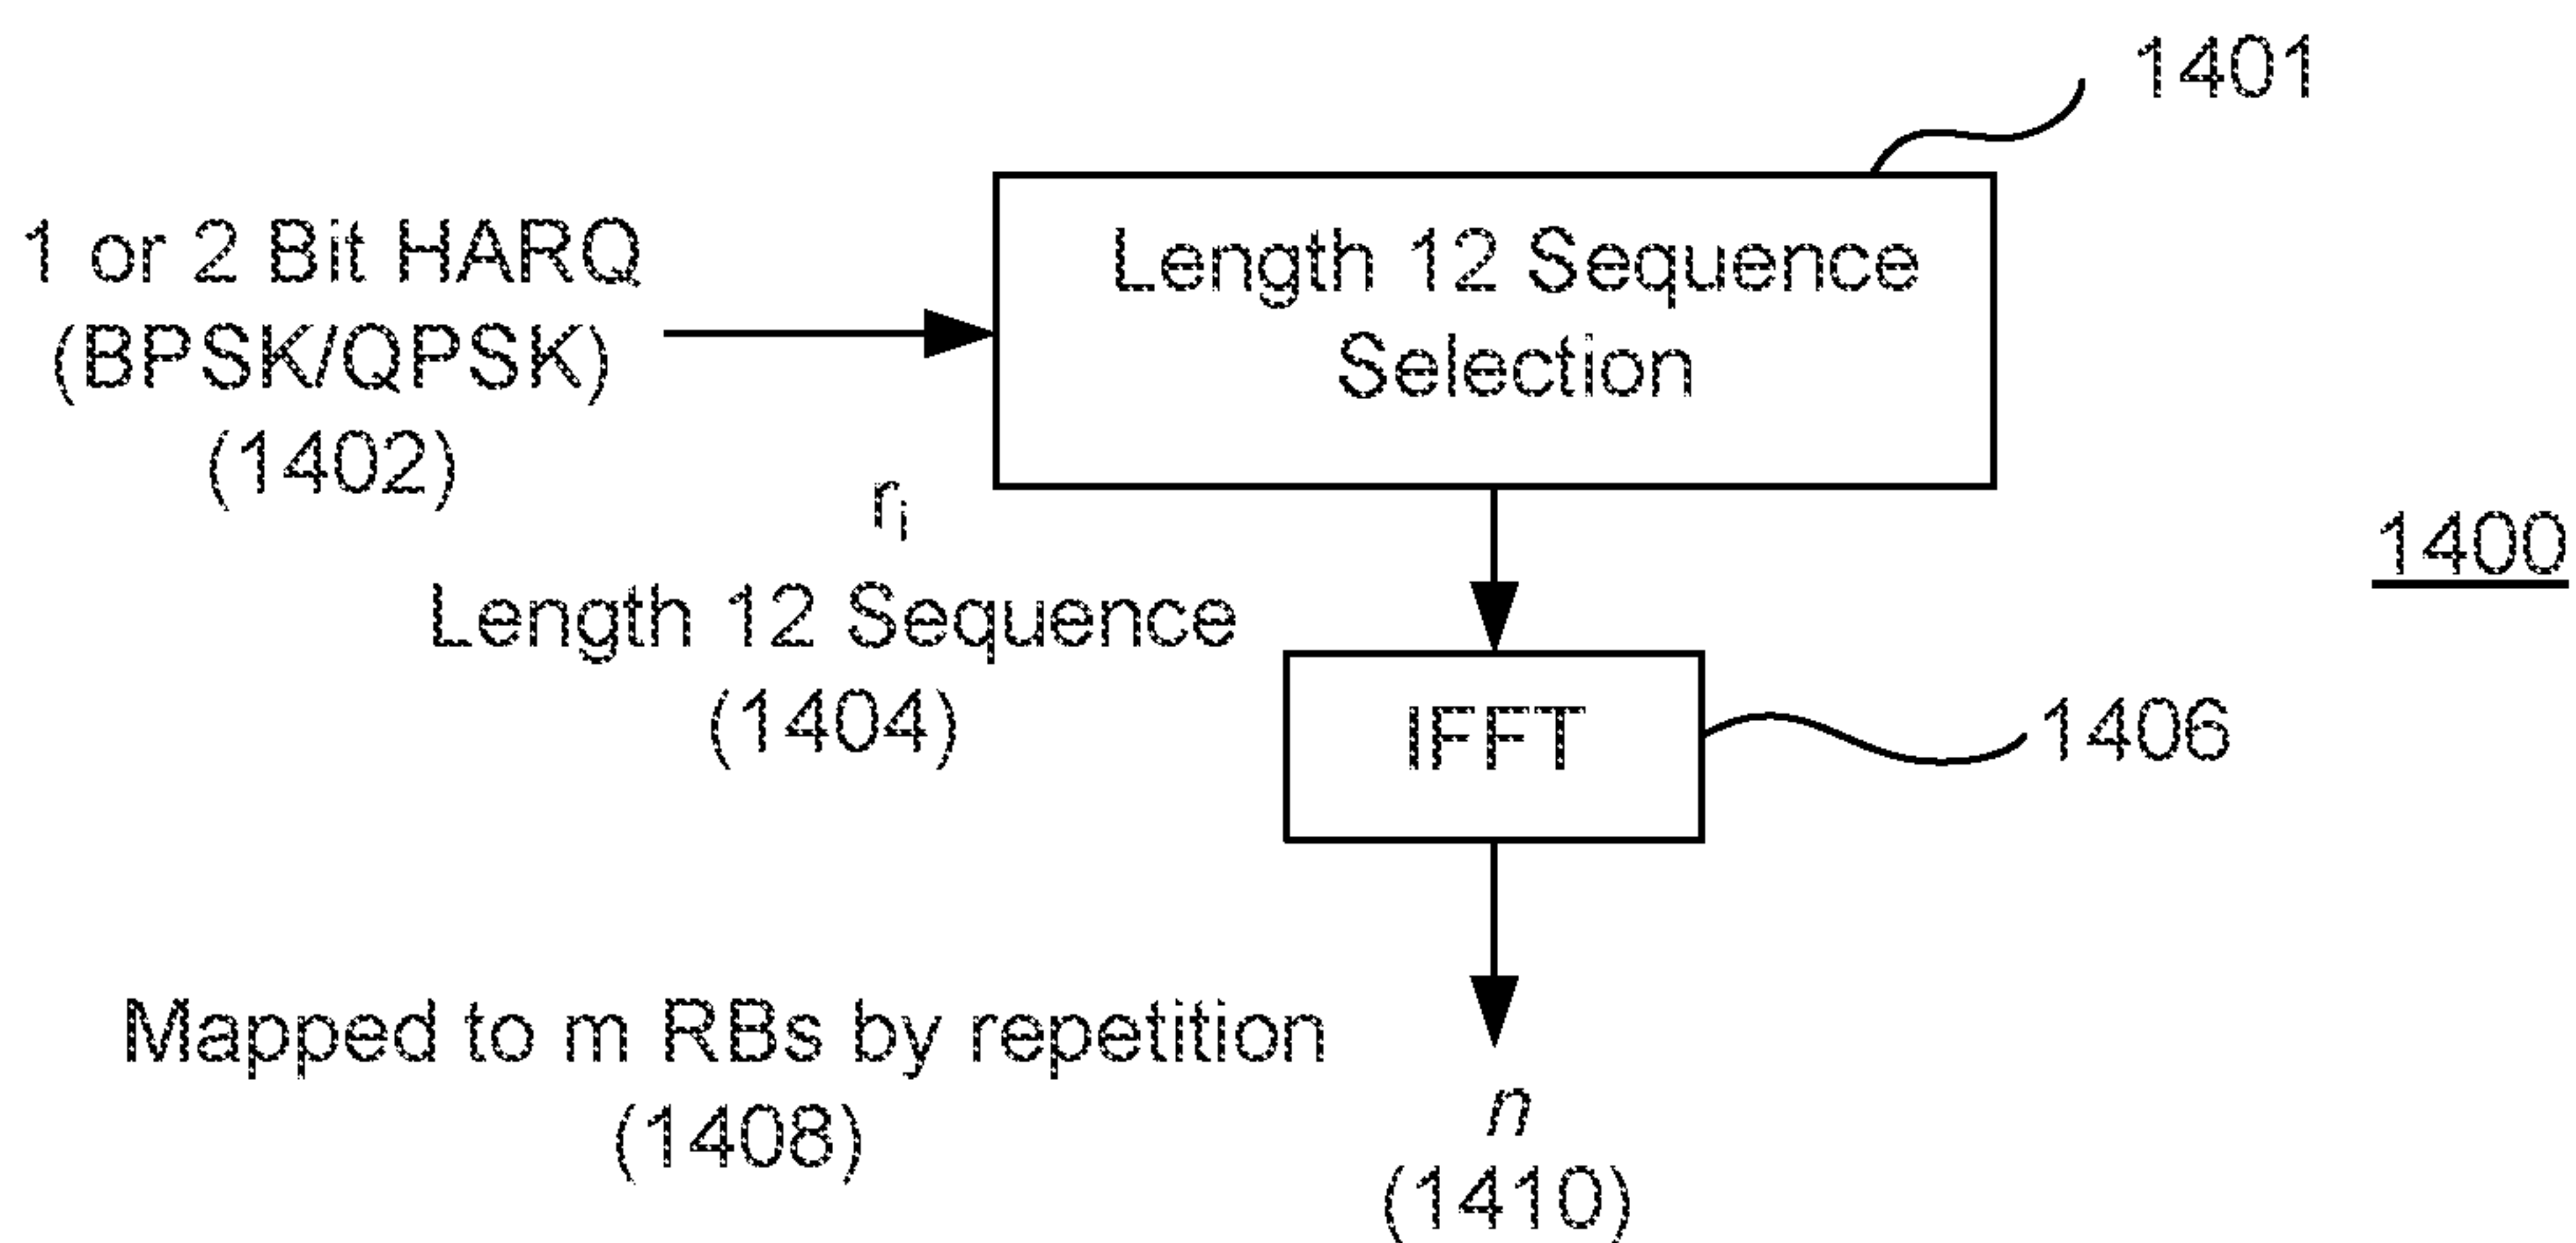 1401
1 or 2 Bit HARQ
(BPSK/QPSK)
(1402)
Length 12 Sequence
Selection
rᵢ
Length 12 Sequence
(1404)
1400
IFFT
1406
Mapped to m RBs by repetition
(1408)
n
(1410)